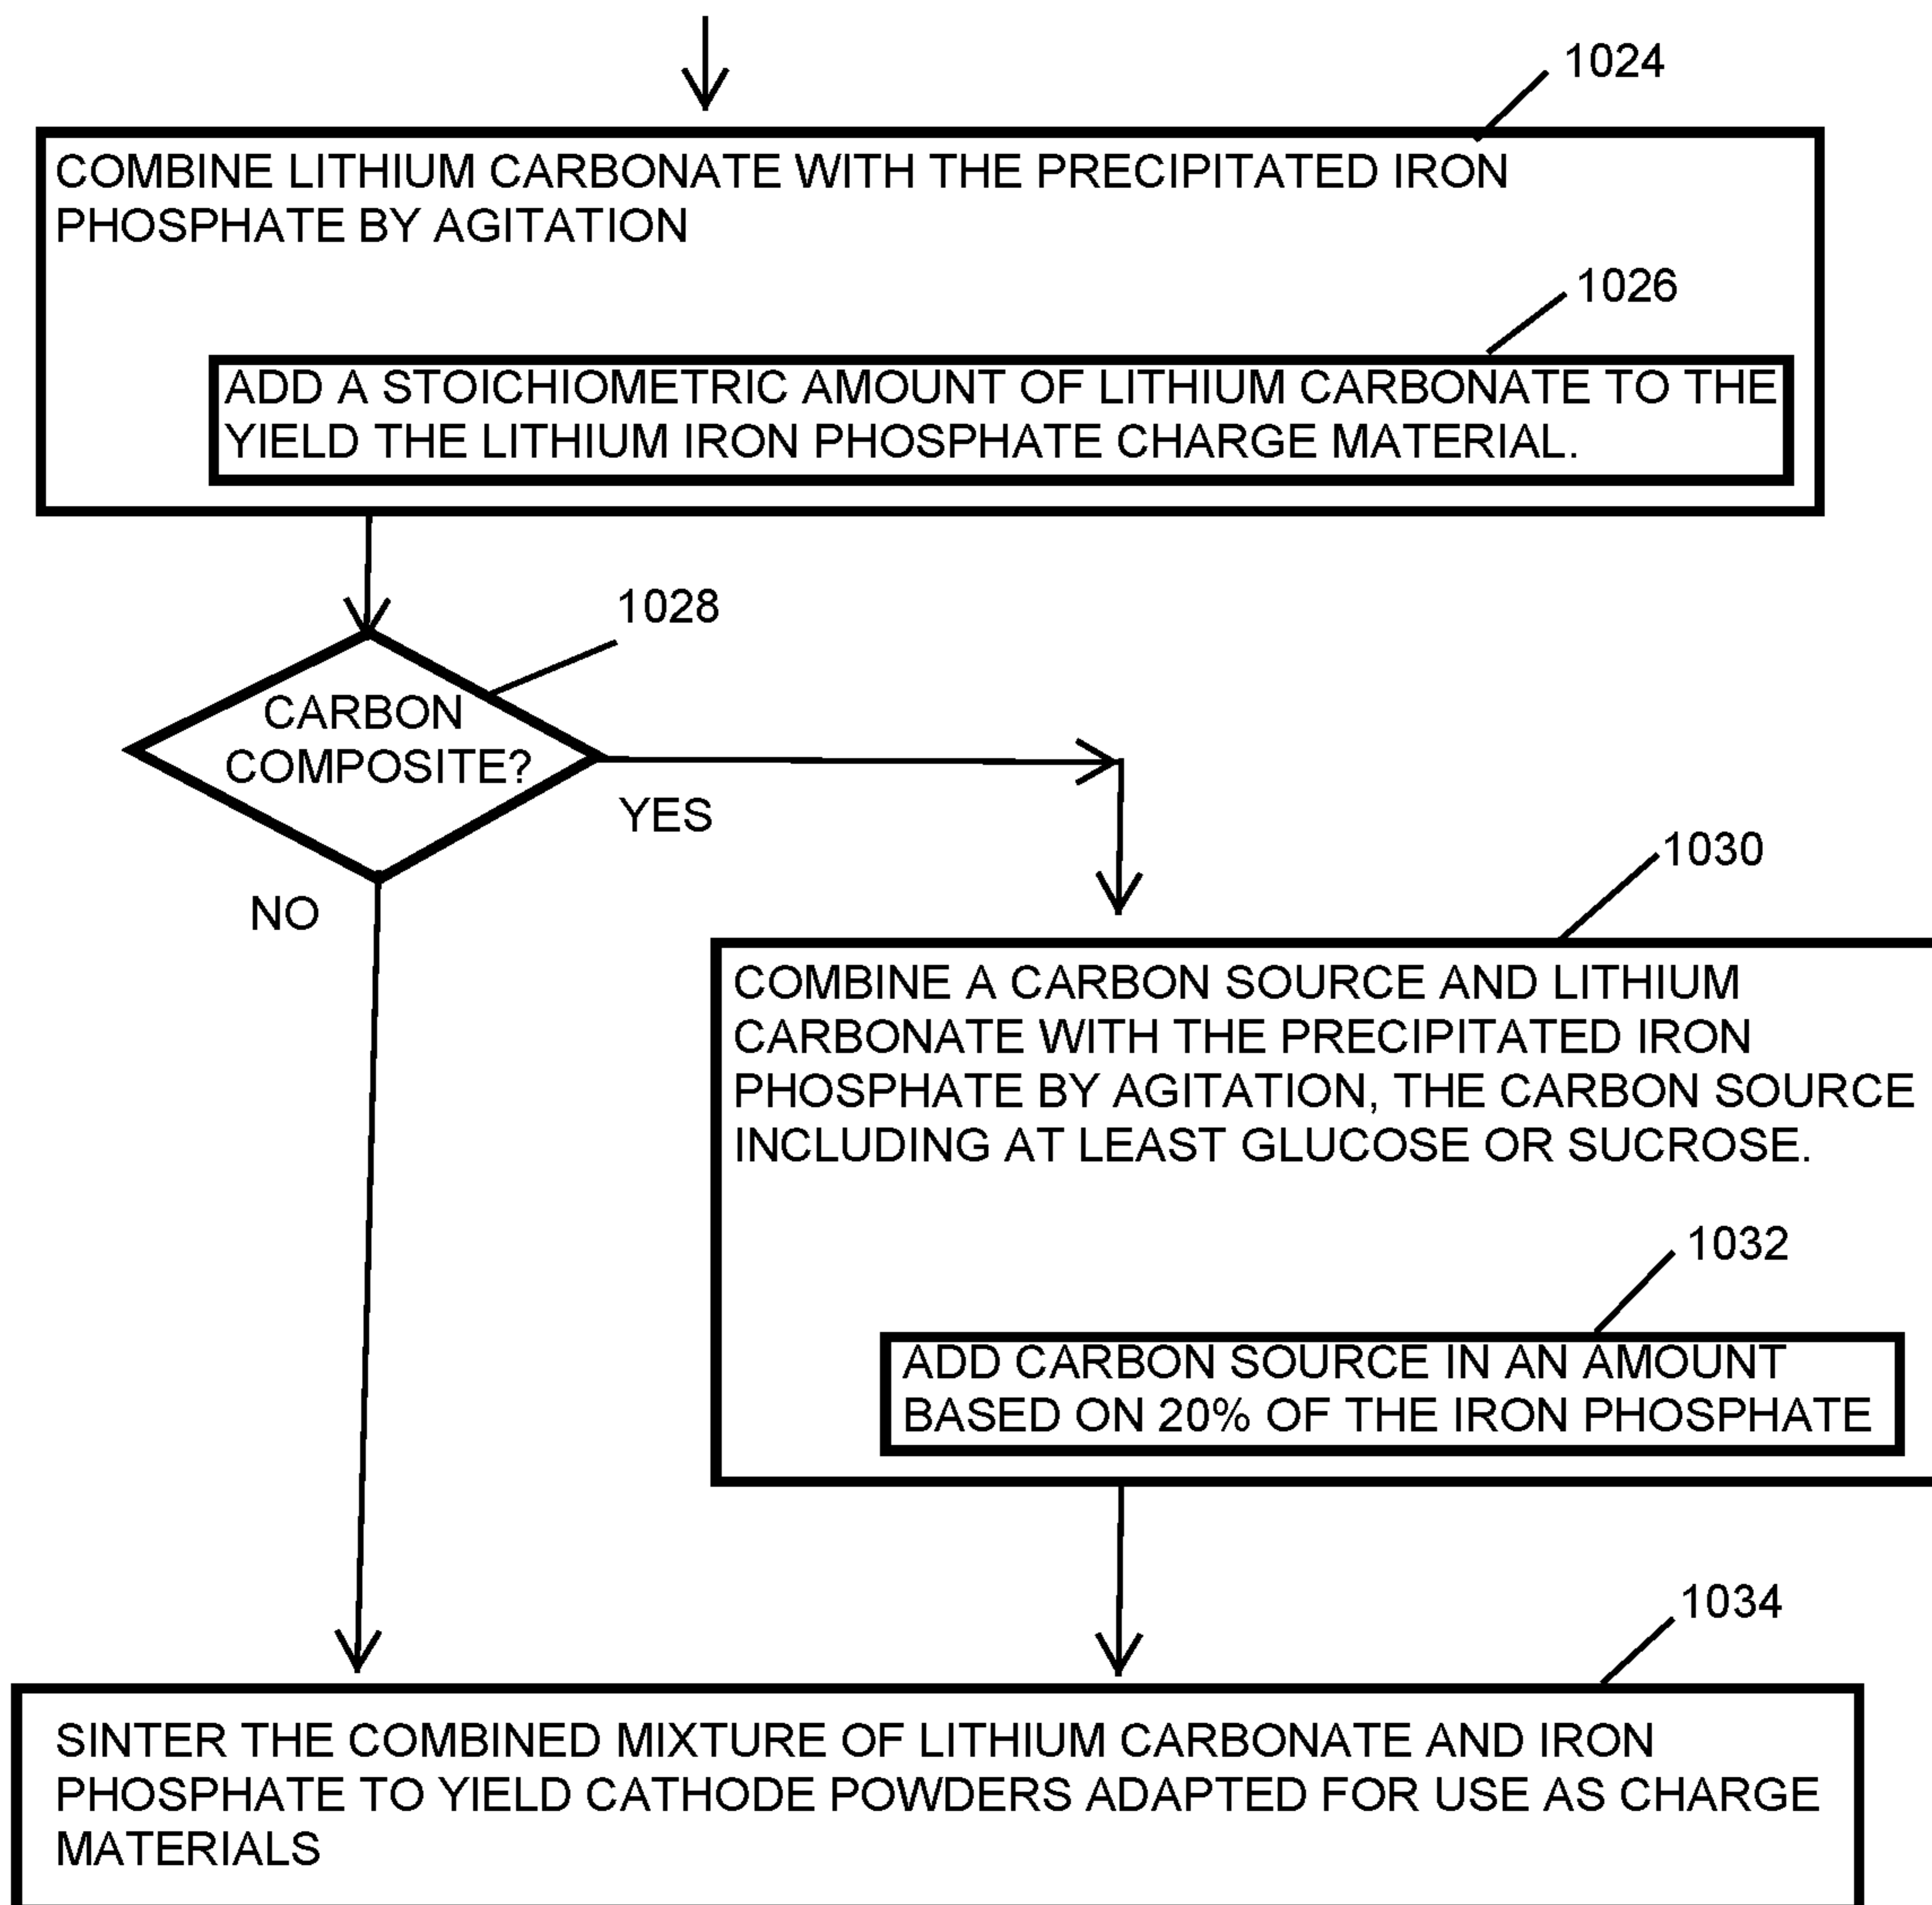 1024
COMBINE LITHIUM CARBONATE WITH THE PRECIPITATED IRON
PHOSPHATE BY AGITATION
1026
ADD A STOICHIOMETRIC AMOUNT OF LITHIUM CARBONATE TO THE
YIELD THE LITHIUM IRON PHOSPHATE CHARGE MATERIAL.
1028
CARBON
COMPOSITE?
YES
NO
1030
COMBINE A CARBON SOURCE AND LITHIUM
CARBONATE WITH THE PRECIPITATED IRON
PHOSPHATE BY AGITATION, THE CARBON SOURCE
INCLUDING AT LEAST GLUCOSE OR SUCROSE.
1032
ADD CARBON SOURCE IN AN AMOUNT
BASED ON 20% OF THE IRON PHOSPHATE
1034
SINTER THE COMBINED MIXTURE OF LITHIUM CARBONATE AND IRON
PHOSPHATE TO YIELD CATHODE POWDERS ADAPTED FOR USE AS CHARGE
MATERIALS